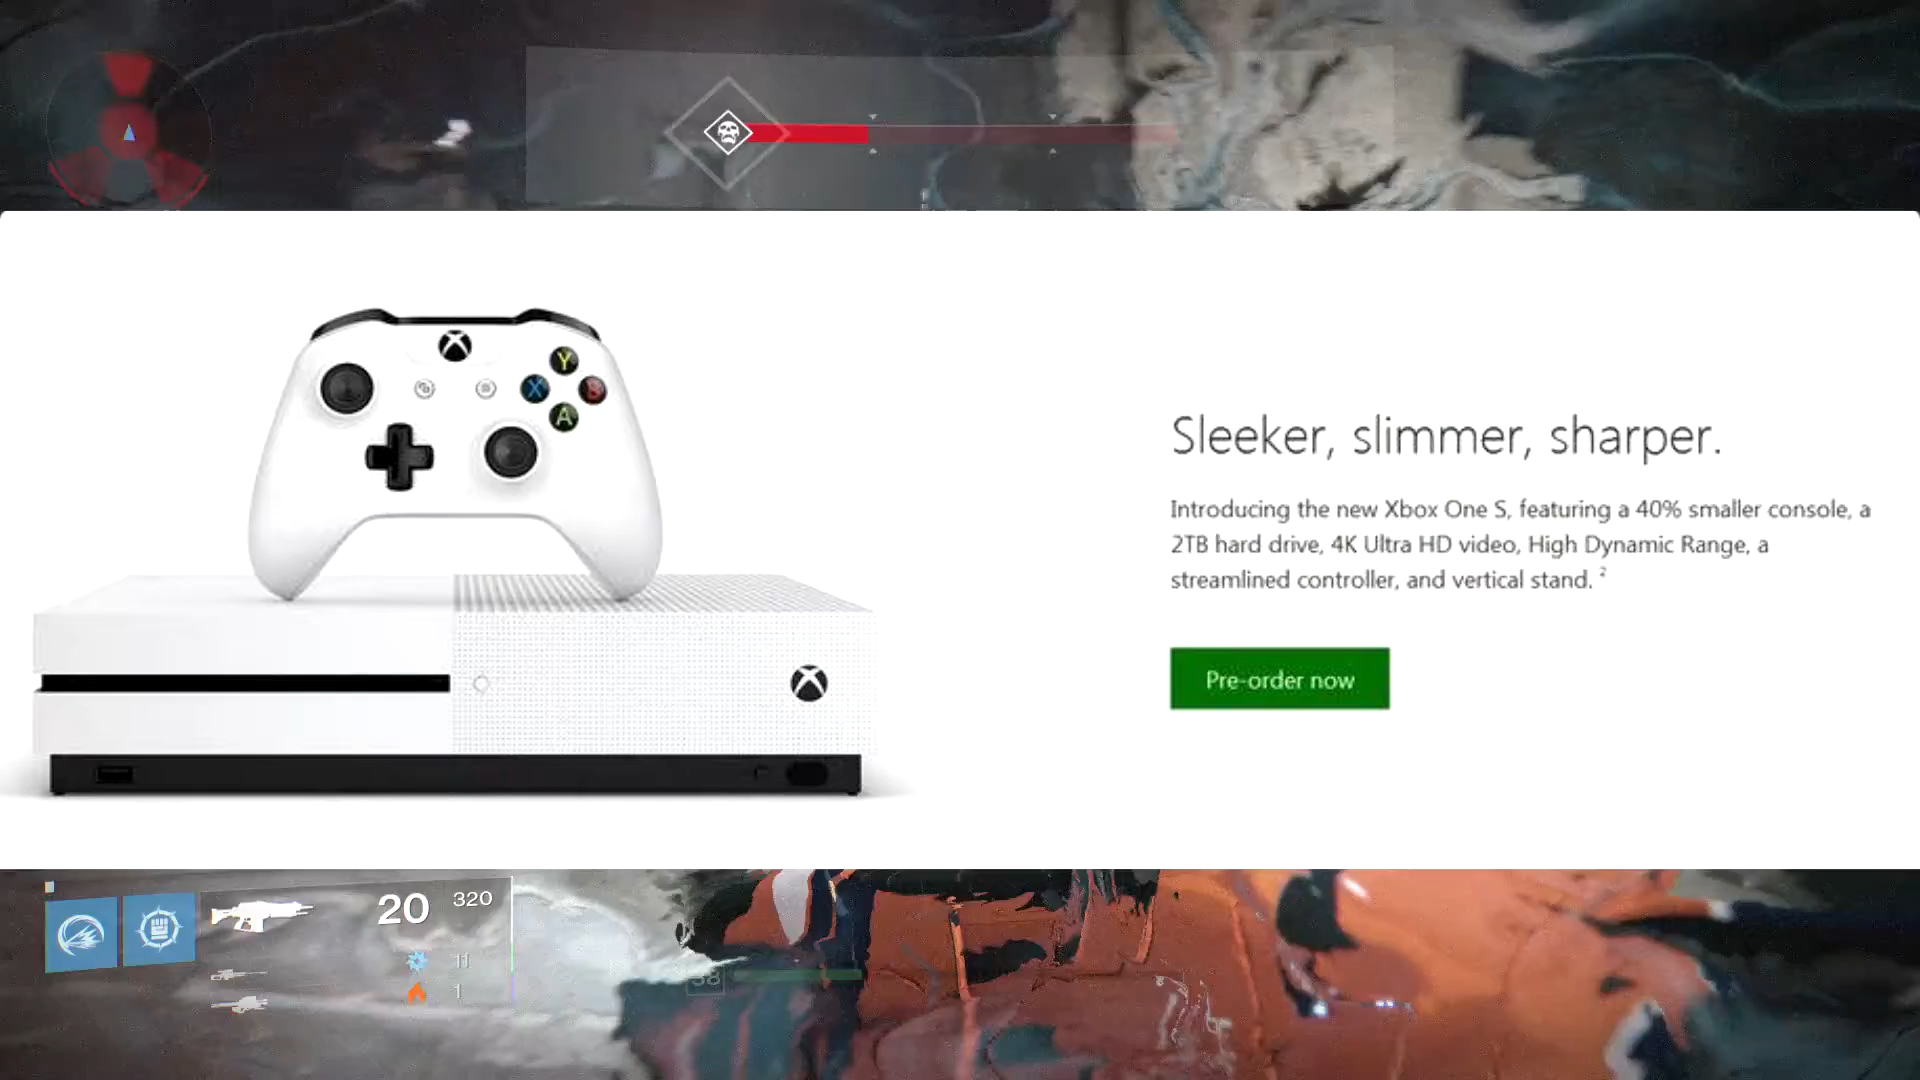 Y
X
B
A
Sleeker, slimmer, sharper.
Introducing the new Xbox One S, featuring a 40% smaller console, a
2TB hard drive, 4K Ultra HD video, High Dynamic Range, a
streamlined controller, and vertical stand. ²
Pre-order now
20 320
11
1
38